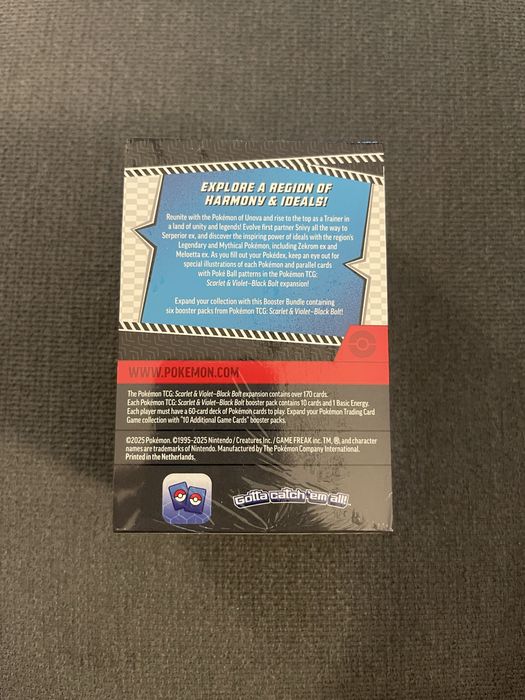 EXPLORE A REGION OF
HARMONY & IDEALS!
Reunite with the Pokémon of Unova and rise to the top as a Trainer in
a land of unity and legends! Evolve first partner Snivy all the way to
Serperior ex, and discover the inspiring power of ideals with the region's
Legendary and Mythical Pokémon, including Zekrom ex and
Meloetta ex. As you fill out your Pokédex, keep an eye out for
special illustrations of each Pokémon and parallel cards
with Poké Ball patterns in the Pokémon TCG:
Scarlet & Violet–Black Bolt expansion!
Expand your collection with this Booster Bundle containing
six booster packs from Pokémon TCG: Scarlet & Violet–Black Bolt!
WWW.POKEMON.COM
The Pokémon TCG: Scarlet & Violet–Black Bolt expansion contains over 170 cards.
Each Pokémon TCG: Scarlet & Violet–Black Bolt booster pack contains 10 cards and 1 Basic Energy.
Each player must have a 60-card deck of Pokémon cards to play. Expand your Pokémon Trading Card
Game collection with "10 Additional Game Cards" booster packs.
©2025 Pokémon. ©1995–2025 Nintendo / Creatures Inc. / GAME FREAK inc. TM, ®, and character
names are trademarks of Nintendo. Manufactured by The Pokémon Company International.
Printed in the Netherlands.
Gotta catch 'em all!